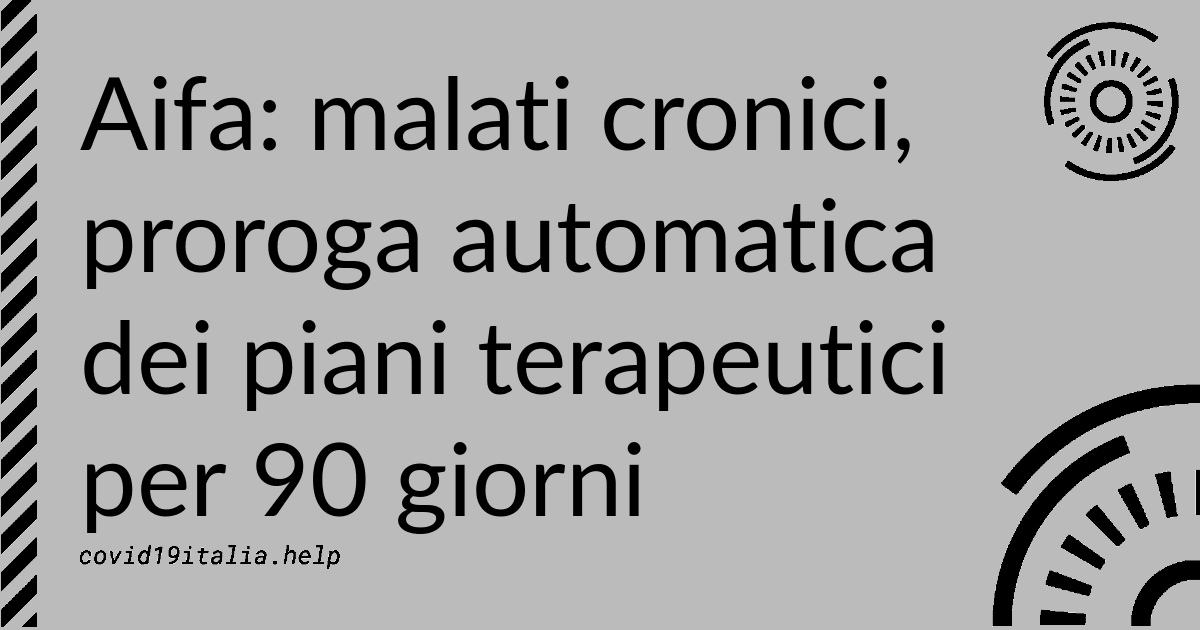 Aifa: malati cronici,
proroga automatica
dei piani terapeutici
per 90 giorni
covid19italia.help